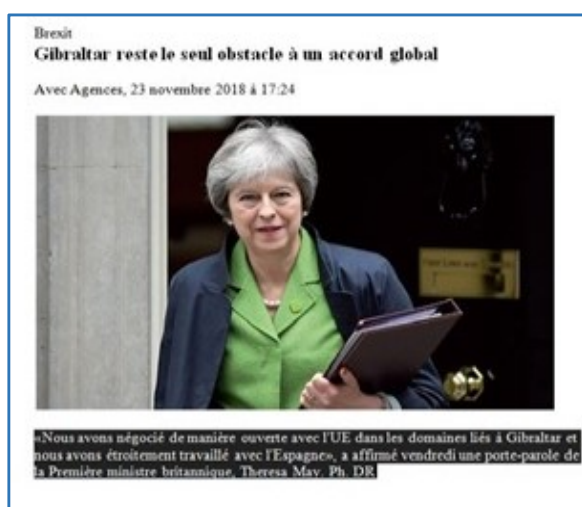 Brexit
Gibraltar reste le seul obstacle à un accord global
Avec Agences, 23 novembre 2018 à 17:24
«Nous avons négocié de manière ouverte avec l'UE dans les domaines liés à Gibraltar et
nous avons étroitement travaillé avec l'Espagne», a affirmé vendredi une porte-parole de
la Première ministre britannique, Theresa May. Ph. DR